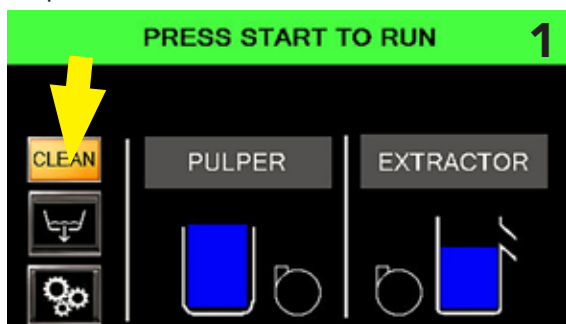 PRESS START TO RUN 1
CLEAN
PULPER
EXTRACTOR